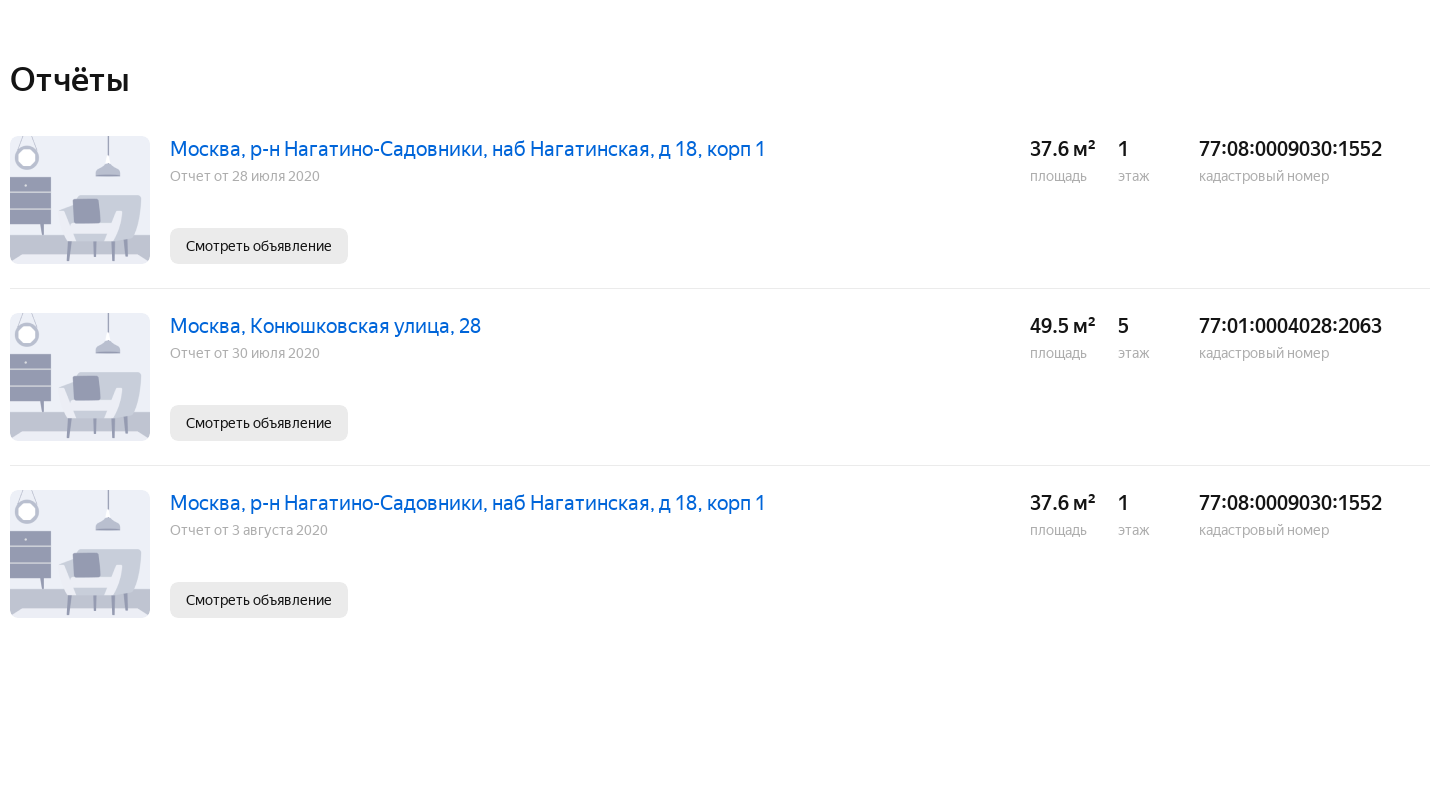 Отчёты
Москва, р-н Нагатино-Садовники, наб Нагатинская, д 18, корп 1
37.6 м² 1 77:08:0009030:1552
Отчет от 28 июля 2020
площадь этаж кадастровый номер
Смотреть объявление
Москва, Конюшковская улица, 28
49.5 м² 5 77:01:0004028:2063
Отчет от 30 июля 2020
площадь этаж кадастровый номер
Смотреть объявление
Москва, р-н Нагатино-Садовники, наб Нагатинская, д 18, корп 1
37.6 м² 1 77:08:0009030:1552
Отчет от 3 августа 2020
площадь этаж кадастровый номер
Смотреть объявление